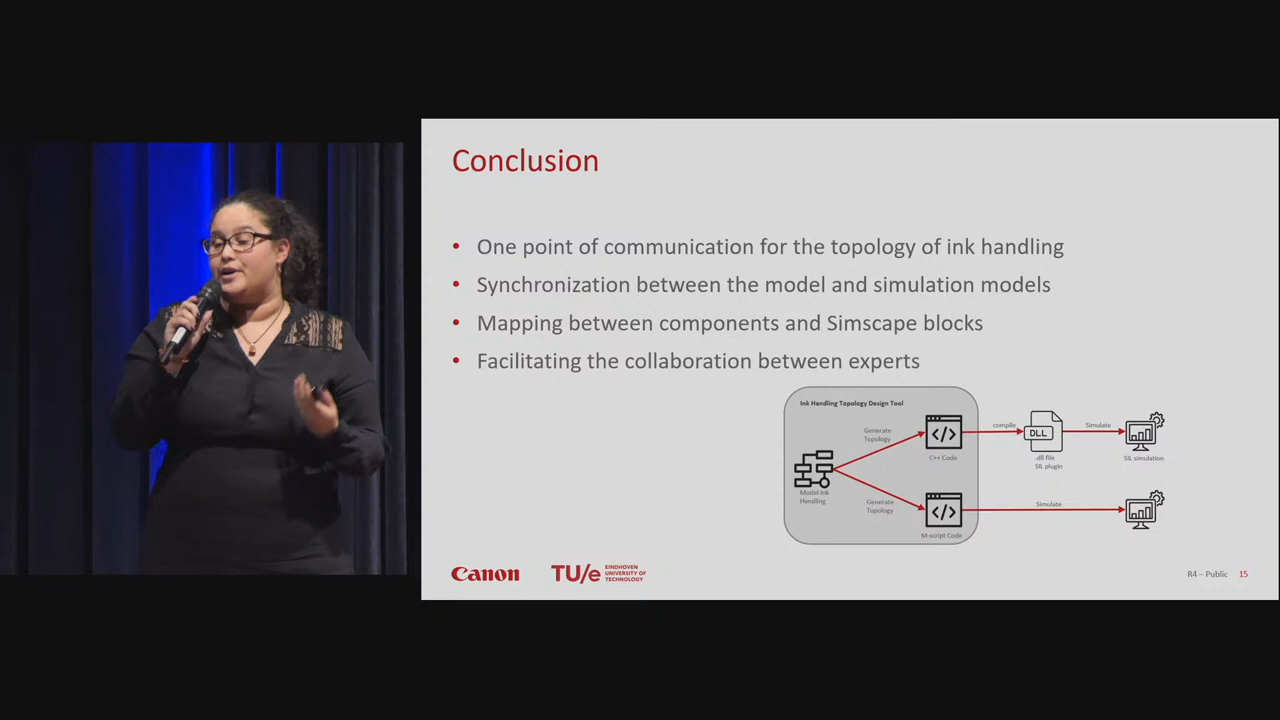 Conclusion
• One point of communication for the topology of ink handling
• Synchronization between the model and simulation models
• Mapping between components and Simscape blocks
• Facilitating the collaboration between experts
Ink Handling Topology Design Tool
Generate
Topology
C++ Code
compile
DLL
.dll file
SIL plugin
Simulate
SIL simulation
Model Ink
Handling
Generate
Topology
M-script Code
Simulate
Canon
TU/e EINDHOVEN
UNIVERSITY OF
TECHNOLOGY
R4 – Public 15